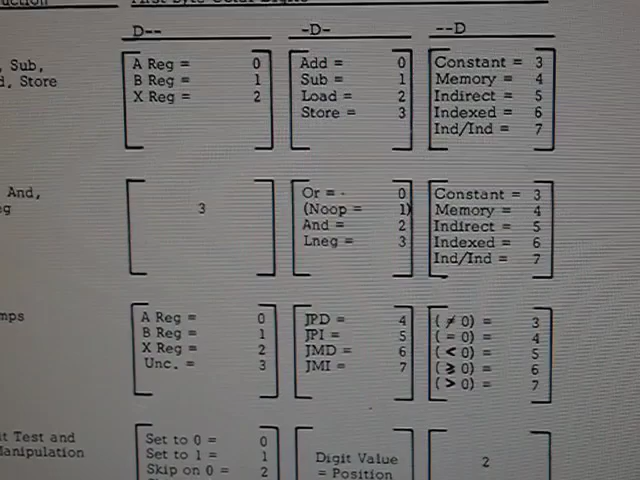 D-- -D- --D
, Sub, A Reg = 0 Add = 0 Constant = 3
d, Store B Reg = 1 Sub = 1 Memory = 4
X Reg = 2 Load = 2 Indirect = 5
Store = 3 Indexed = 6
Ind/Ind = 7
And, Or = 0 Constant = 3
3 (Noop = 1) Memory = 4
And = 2 Indirect = 5
Lneg = 3 Indexed = 6
Ind/Ind = 7
mps A Reg = 0 JPD = 4 ( ≠ 0) = 3
B Reg = 1 JPI = 5 ( = 0) = 4
X Reg = 2 JMD = 6 ( < 0) = 5
Unc. = 3 JMI = 7 ( ≥ 0) = 6
( > 0) = 7
it Test and Set to 0 = 0
anipulation Set to 1 = 1 Digit Value 2
Skip on 0 = 2 = Position